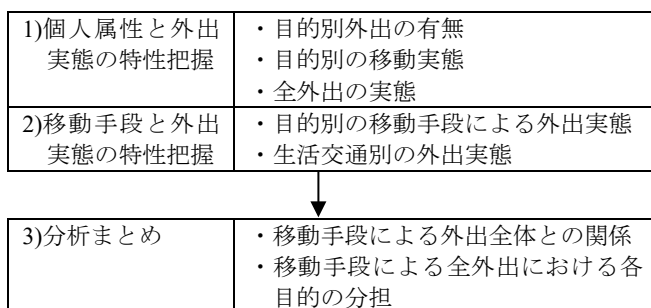 1)個人属性と外出
実態の特性把握
・目的別外出の有無
・目的別の移動実態
・全外出の実態
2)移動手段と外出
実態の特性把握
・目的別の移動手段による外出実態
・生活交通別の外出実態
3)分析まとめ
・移動手段による外出全体との関係
・移動手段による全外出における各
目的の分担